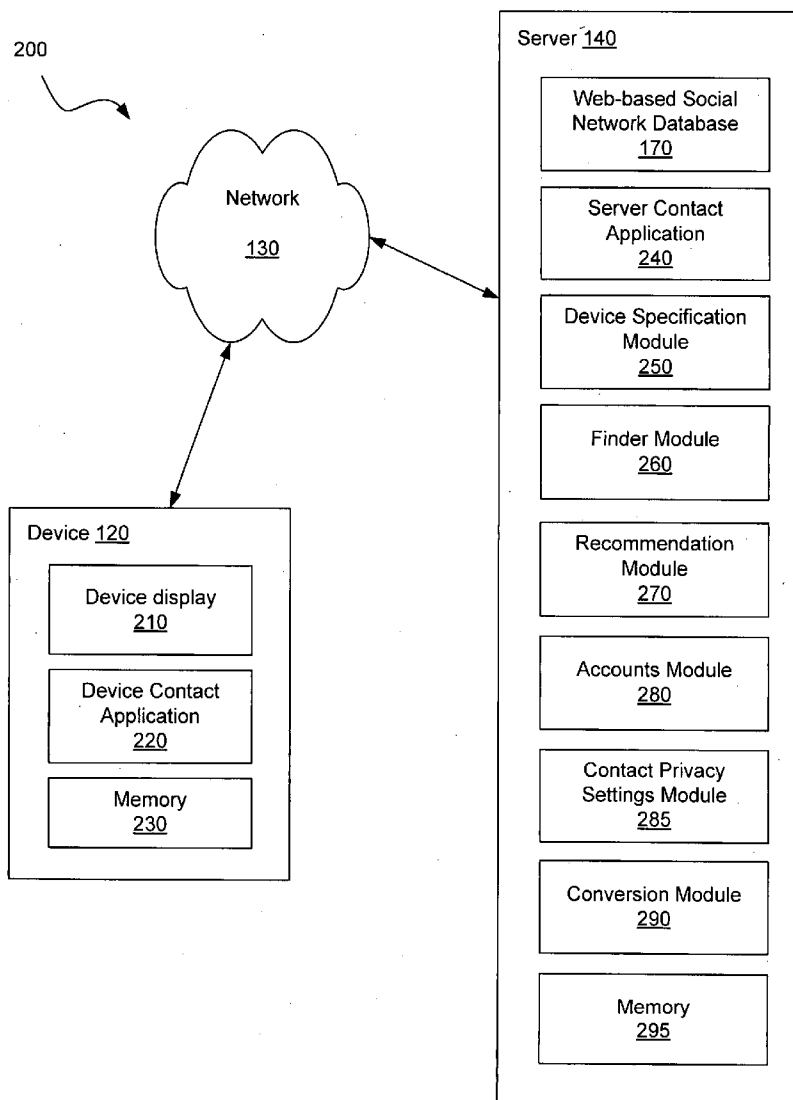 200
Network
130
Device 120
Device display
210
Device Contact
Application
220
Memory
230
Server 140
Web-based Social
Network Database
170
Server Contact
Application
240
Device Specification
Module
250
Finder Module
260
Recommendation
Module
270
Accounts Module
280
Contact Privacy
Settings Module
285
Conversion Module
290
Memory
295